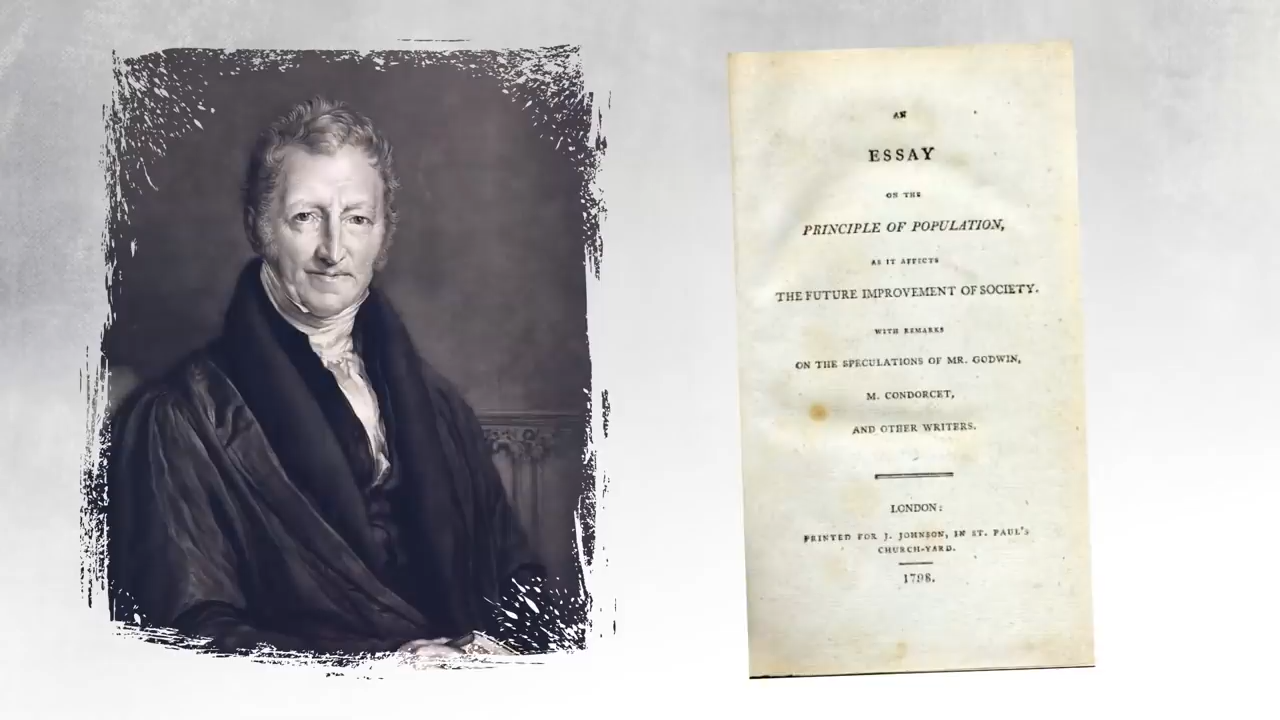 AN
ESSAY
ON THE
PRINCIPLE OF POPULATION,
AS IT AFFECTS
THE FUTURE IMPROVEMENT OF SOCIETY.
WITH REMARKS
ON THE SPECULATIONS OF MR. GODWIN,
M. CONDORCET,
AND OTHER WRITERS.
LONDON:
PRINTED FOR J. JOHNSON, IN ST. PAUL'S
CHURCH-YARD.
1798.